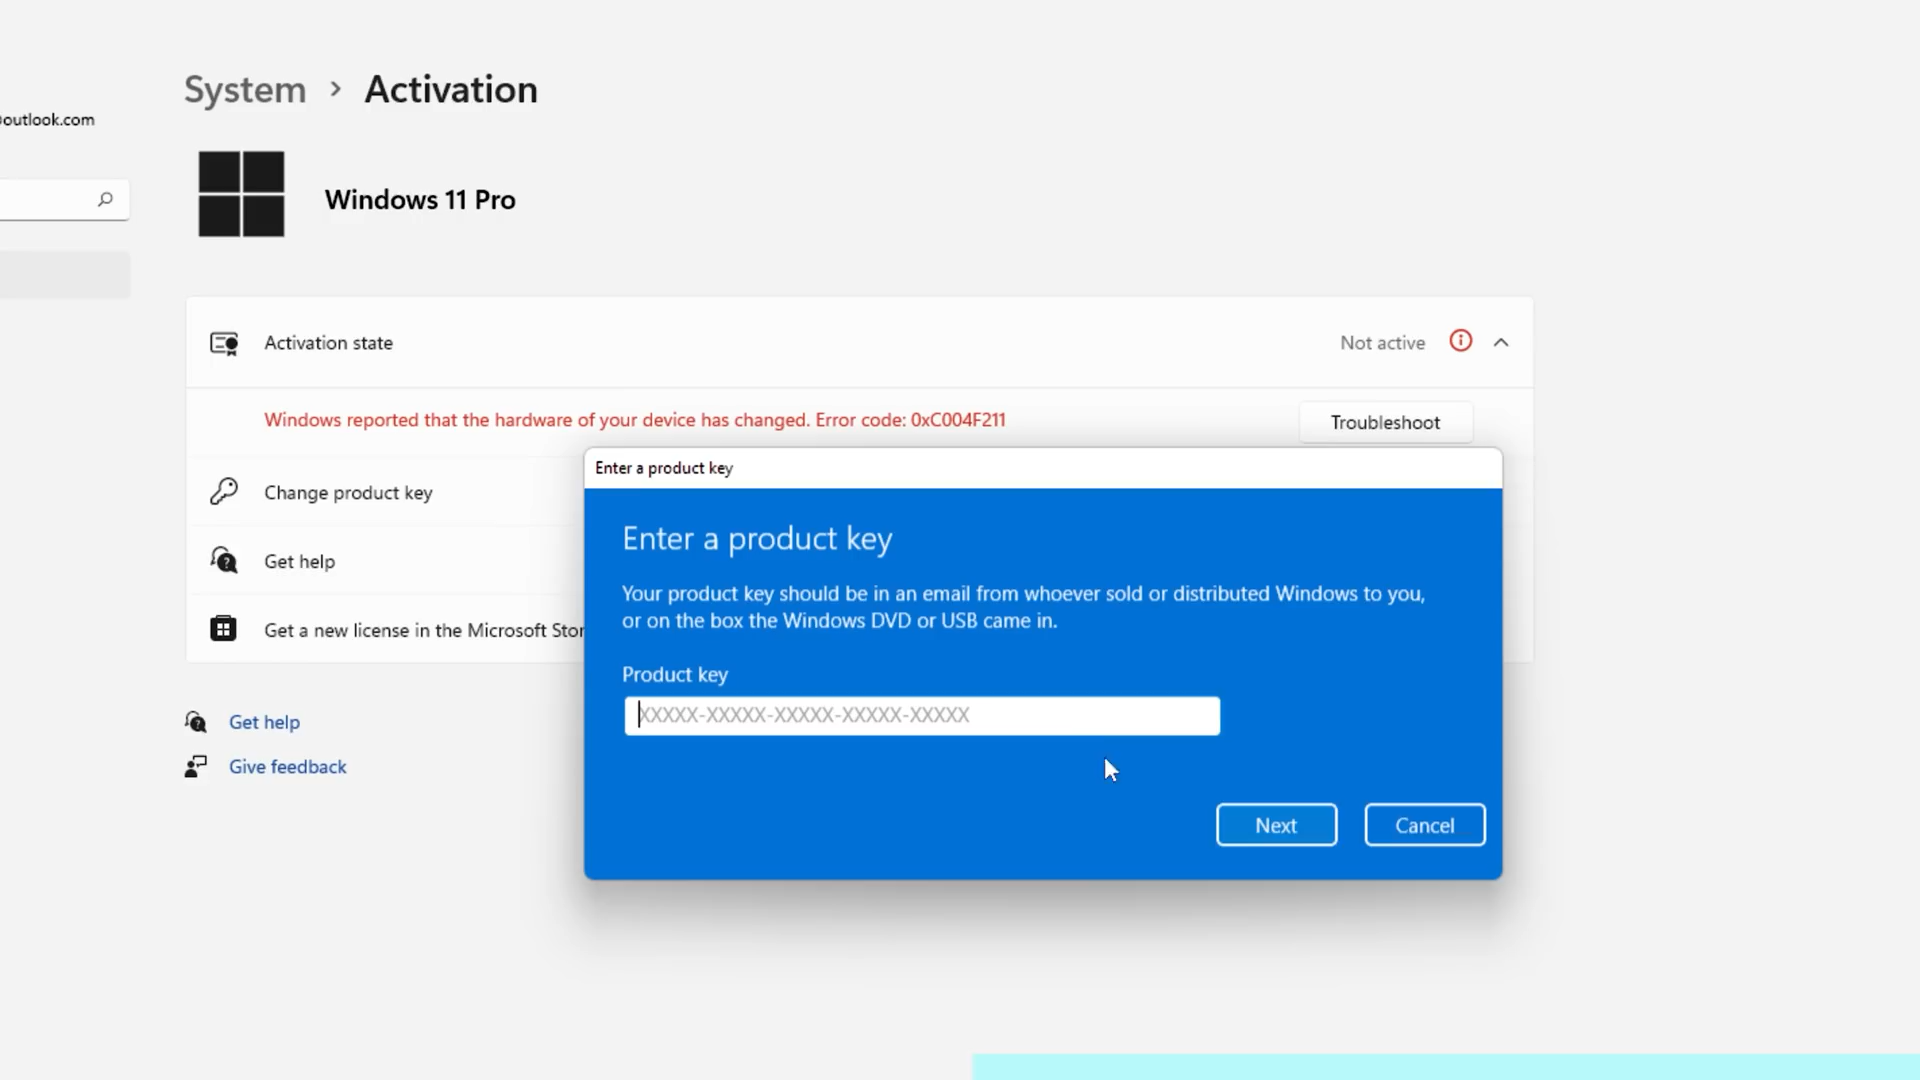 System > Activation
outlook.com
Windows 11 Pro
Activation state
Not active
Windows reported that the hardware of your device has changed. Error code: 0xC004F211
Troubleshoot
Enter a product key
Change product key
Enter a product key
Get help
Your product key should be in an email from whoever sold or distributed Windows to you,
or on the box the Windows DVD or USB came in.
Get a new license in the Microsoft Stor
Product key
XXXXX-XXXXX-XXXXX-XXXXX-XXXXX
Get help
Give feedback
Next
Cancel